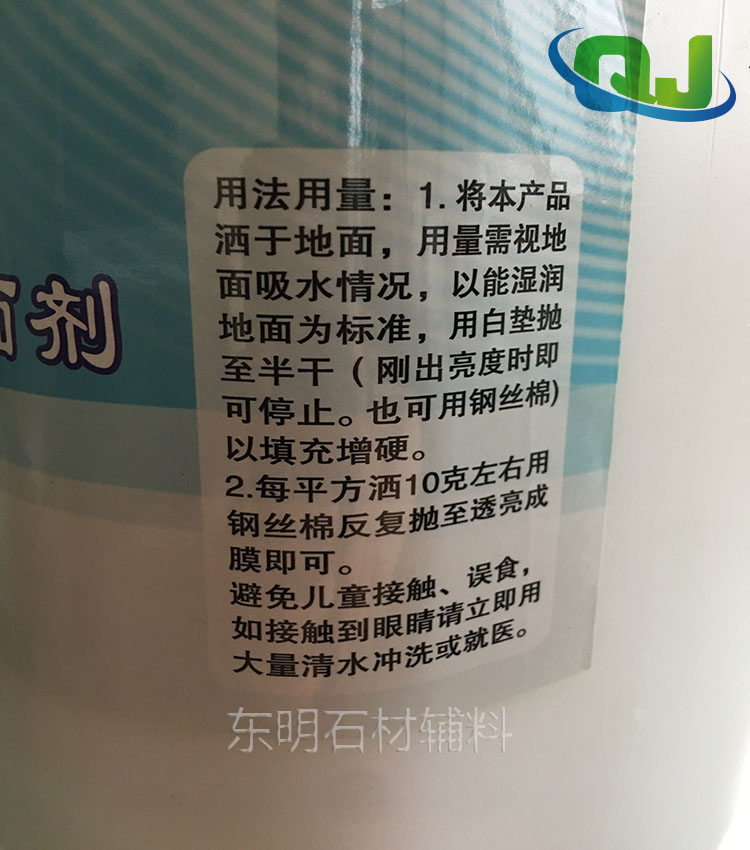 QJ
用法用量：1. 将本产品
洒于地面，用量需视地
面吸水情况，以能湿润
地面为标准，用白垫抛
至半干（刚出亮度时即
可停止。也可用钢丝棉)
以填充增硬。
2.每平方洒10克左右用
钢丝棉反复抛至透亮成
膜即可。
避免儿童接触、误食，
如接触到眼睛请立即用
大量清水冲洗或就医。
剂
东明石材辅料